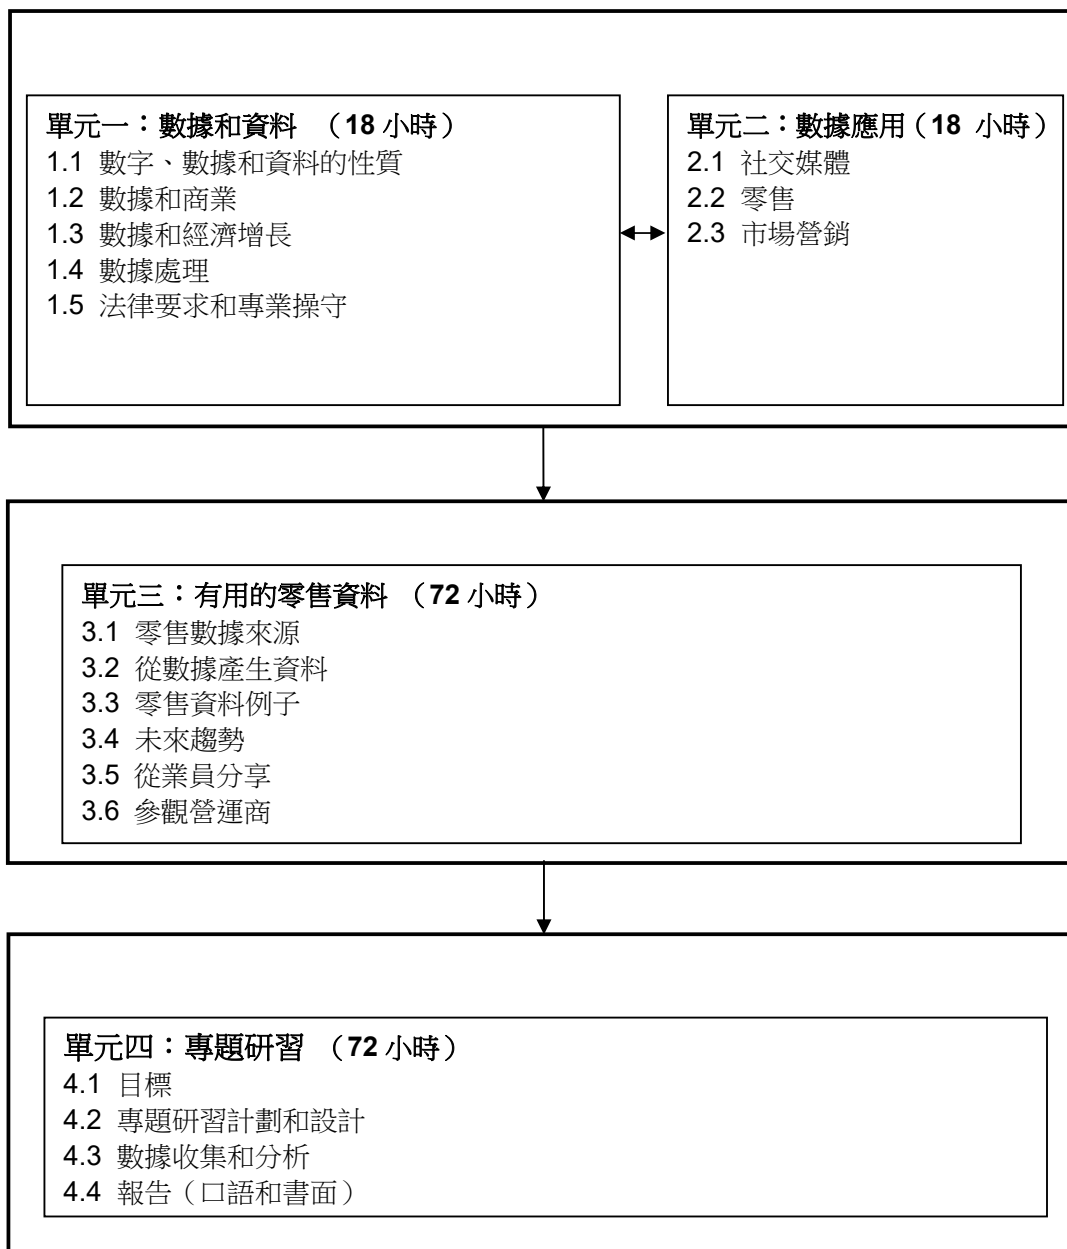 單元一：數據和資料 （18 小時）
1.1 數字、數據和資料的性質
1.2 數據和商業
1.3 數據和經濟增長
1.4 數據處理
1.5 法律要求和專業操守
單元二：數據應用（18 小時）
2.1 社交媒體
2.2 零售
2.3 市場營銷
單元三：有用的零售資料 （72 小時）
3.1 零售數據來源
3.2 從數據產生資料
3.3 零售資料例子
3.4 未來趨勢
3.5 從業員分享
3.6 參觀營運商
單元四：專題研習 （72 小時）
4.1 目標
4.2 專題研習計劃和設計
4.3 數據收集和分析
4.4 報告（口語和書面）